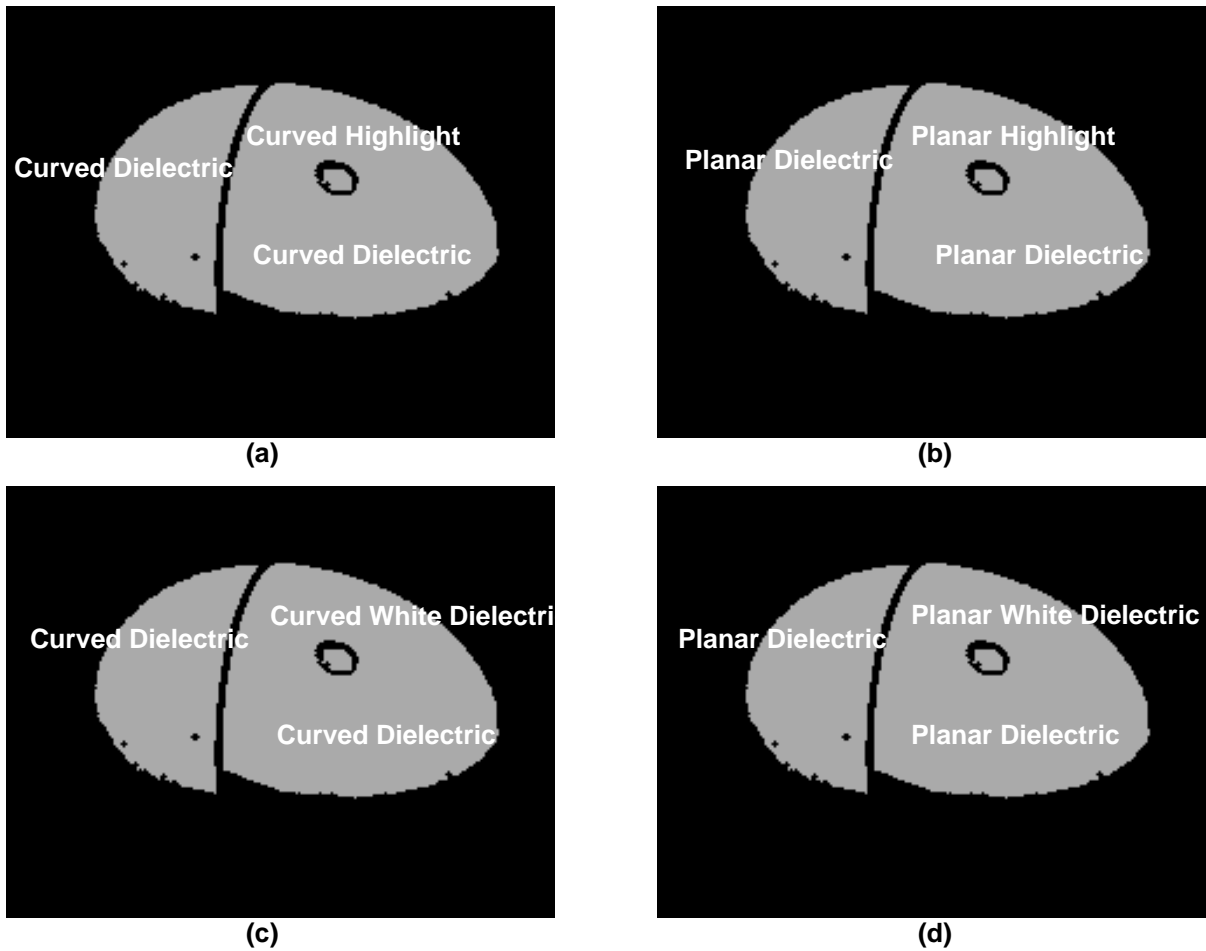 Curved Highlight
Curved Dielectric
Curved Dielectric
(a)
Planar Highlight
Planar Dielectric
Planar Dielectric
(b)
Curved White Dielectri
Curved Dielectric
Curved Dielectric
(c)
Planar White Dielectric
Planar Dielectric
Planar Dielectric
(d)